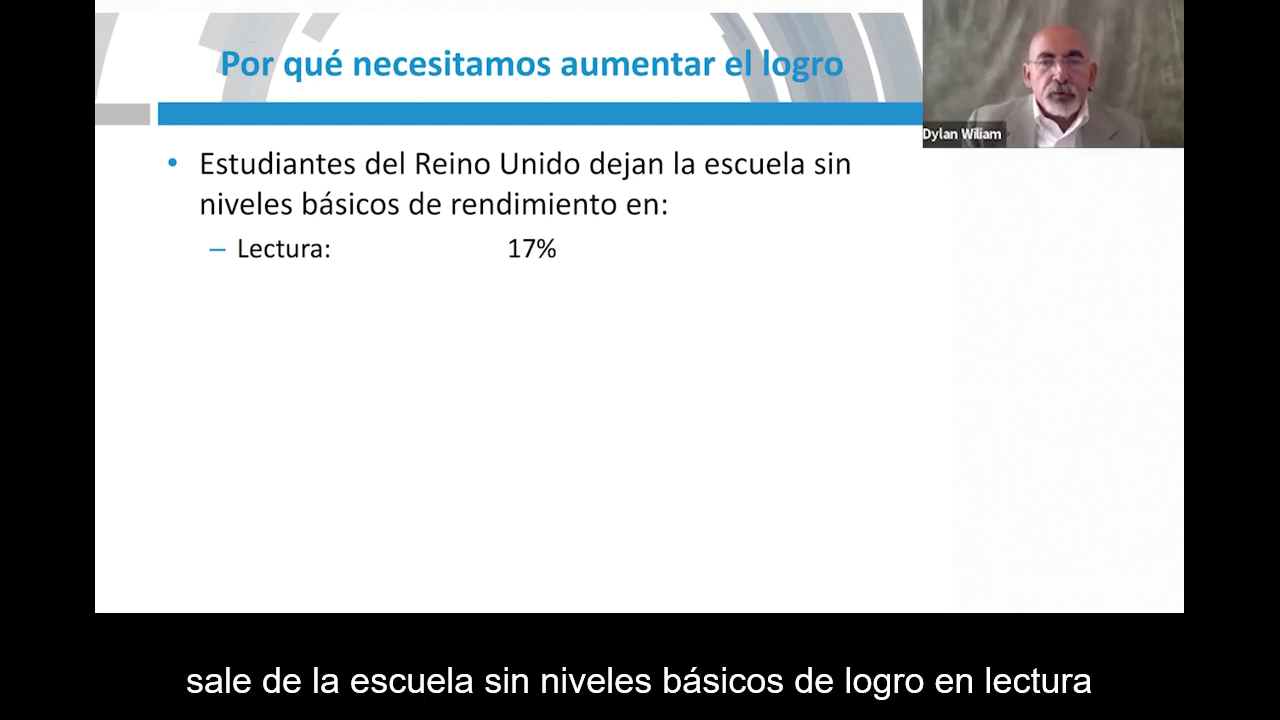 Por qué necesitamos aumentar el logro
Dylan Wiliam
• Estudiantes del Reino Unido dejan la escuela sin
niveles básicos de rendimiento en:
– Lectura: 17%
sale de la escuela sin niveles básicos de logro en lectura